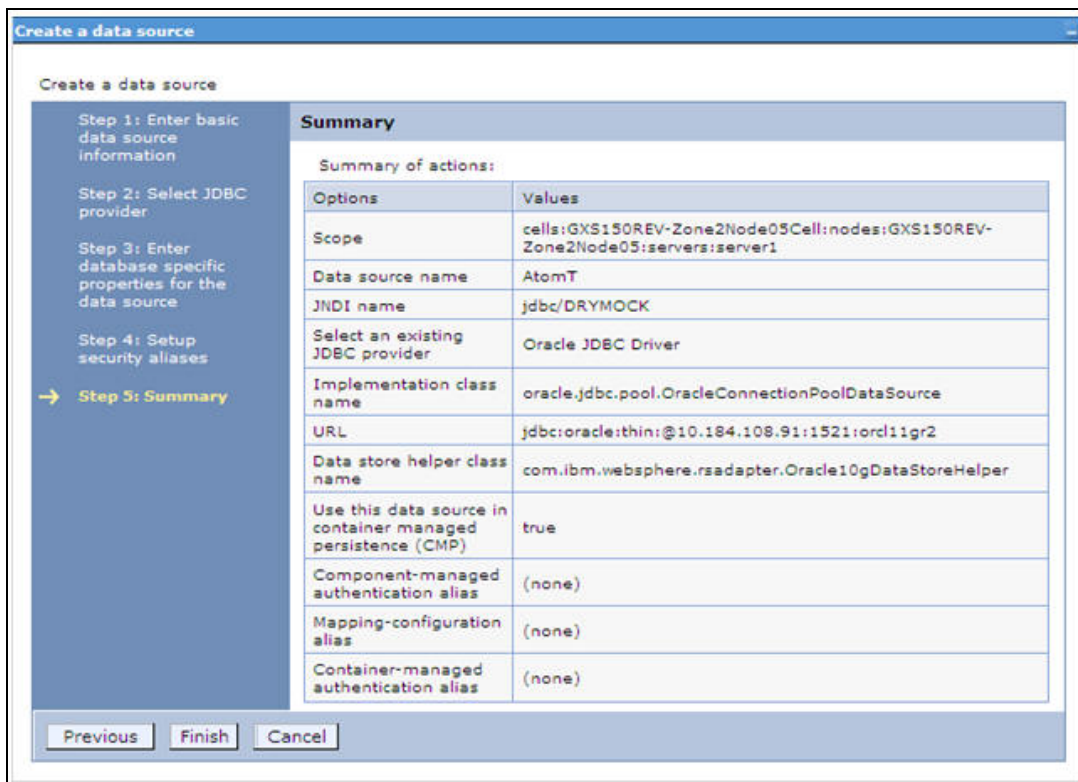 Create a data source
Create a data source
Step 1: Enter basic
data source
information
Step 2: Select JDBC
provider
Step 3: Enter
database specific
properties for the
data source
Step 4: Setup
security aliases
Step 5: Summary
Summary
Summary of actions:
Options Values
Scope
cells:GXS150REV-Zone2Node05Cell:nodes:GXS150REV-
Zone2Node05:servers:server1
Data source name AtomT
JNDI name jdbc/DRYMOCK
Select an existing
JDBC provider
Oracle JDBC Driver
Implementation class
name
oracle.jdbc.pool.OracleConnectionPoolDataSource
URL jdbc:oracle:thin:@10.184.108.91:1521:orcl11gr2
Data store helper class
name
com.ibm.websphere.rsadapter.Oracle10gDataStoreHelper
Use this data source in
container managed
persistence (CMP)
true
Component-managed
authentication alias
(none)
Mapping-configuration
alias
(none)
Container-managed
authentication alias
(none)
Previous Finish Cancel